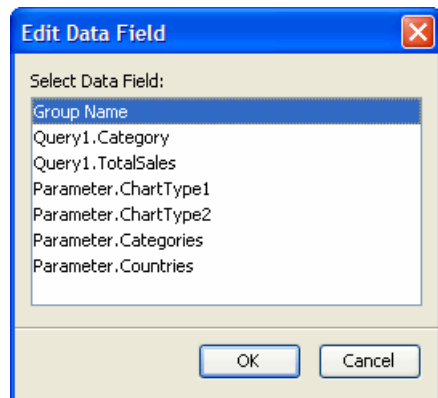 Edit Data Field
Select Data Field:
Group Name
Query1.Category
Query1.TotalSales
Parameter.ChartType1
Parameter.ChartType2
Parameter.Categories
Parameter.Countries
OK Cancel